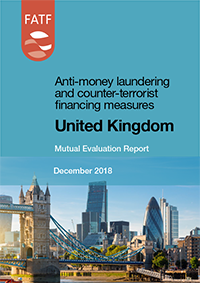 FATF
Anti-money laundering
and counter-terrorist
financing measures
United Kingdom
Mutual Evaluation Report
December 2018